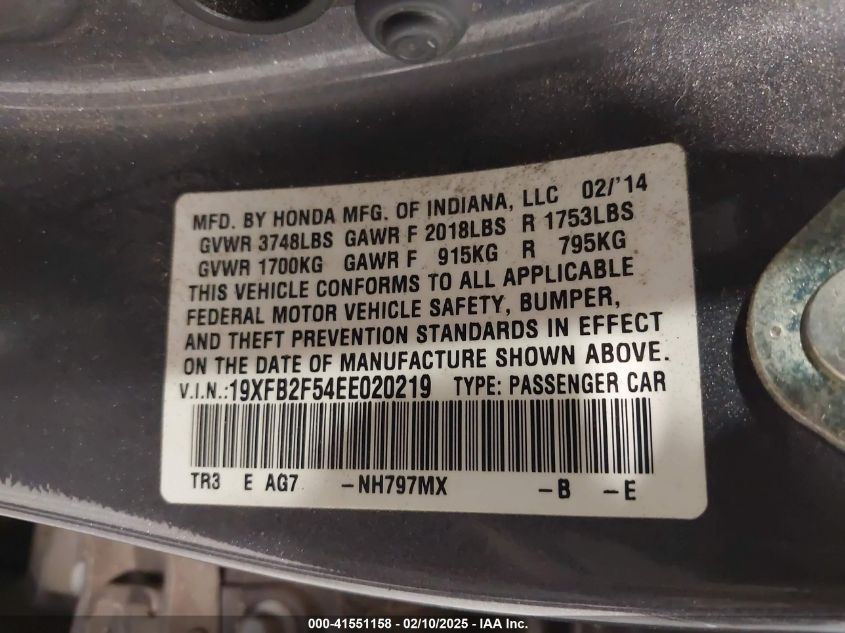 MFD. BY HONDA MFG. OF INDIANA, LLC 02/'14
GVWR 3748LBS GAWR F 2018LBS R 1753LBS
GVWR 1700KG GAWR F 915KG R 795KG
THIS VEHICLE CONFORMS TO ALL APPLICABLE
FEDERAL MOTOR VEHICLE SAFETY, BUMPER,
AND THEFT PREVENTION STANDARDS IN EFFECT
ON THE DATE OF MANUFACTURE SHOWN ABOVE.
V.I.N.:19XFB2F54EE020219 TYPE: PASSENGER CAR
TR3 E AG7 -NH797MX -B -E
000-41551158 - 02/10/2025 - IAA Inc.